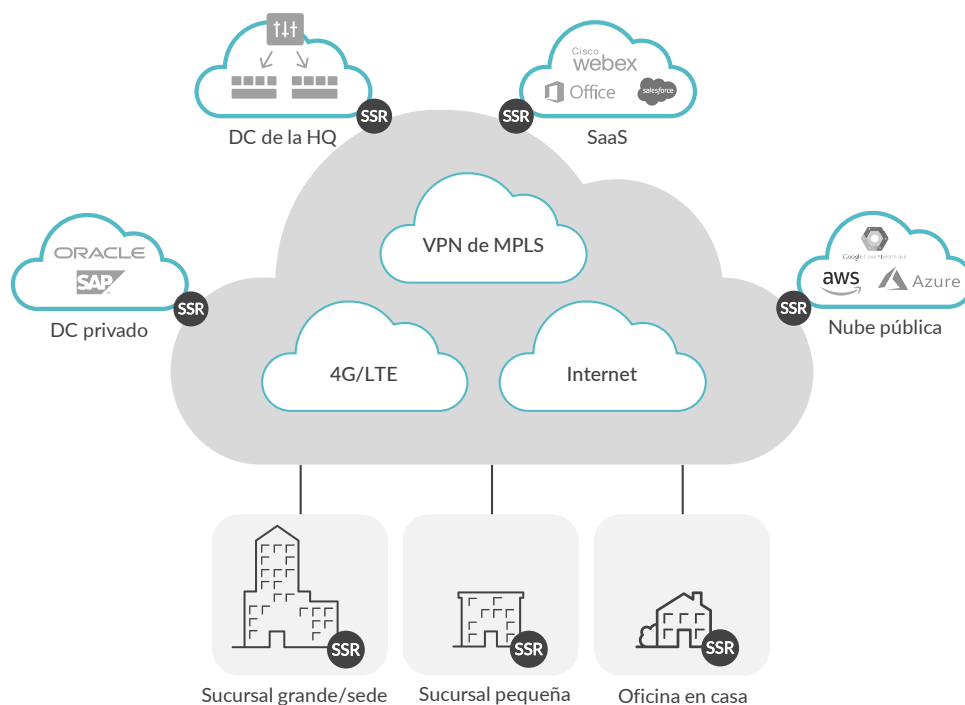 Cisco
webex
Office
salesforce
SSR
DC de la HQ
SSR
SaaS
VPN de MPLS
ORACLE
SAP
SSR
DC privado
aws
Azure
SSR
Nube pública
4G/LTE
Internet
SSR
SSR
SSR
Sucursal grande/sede
Sucursal pequeña
Oficina en casa